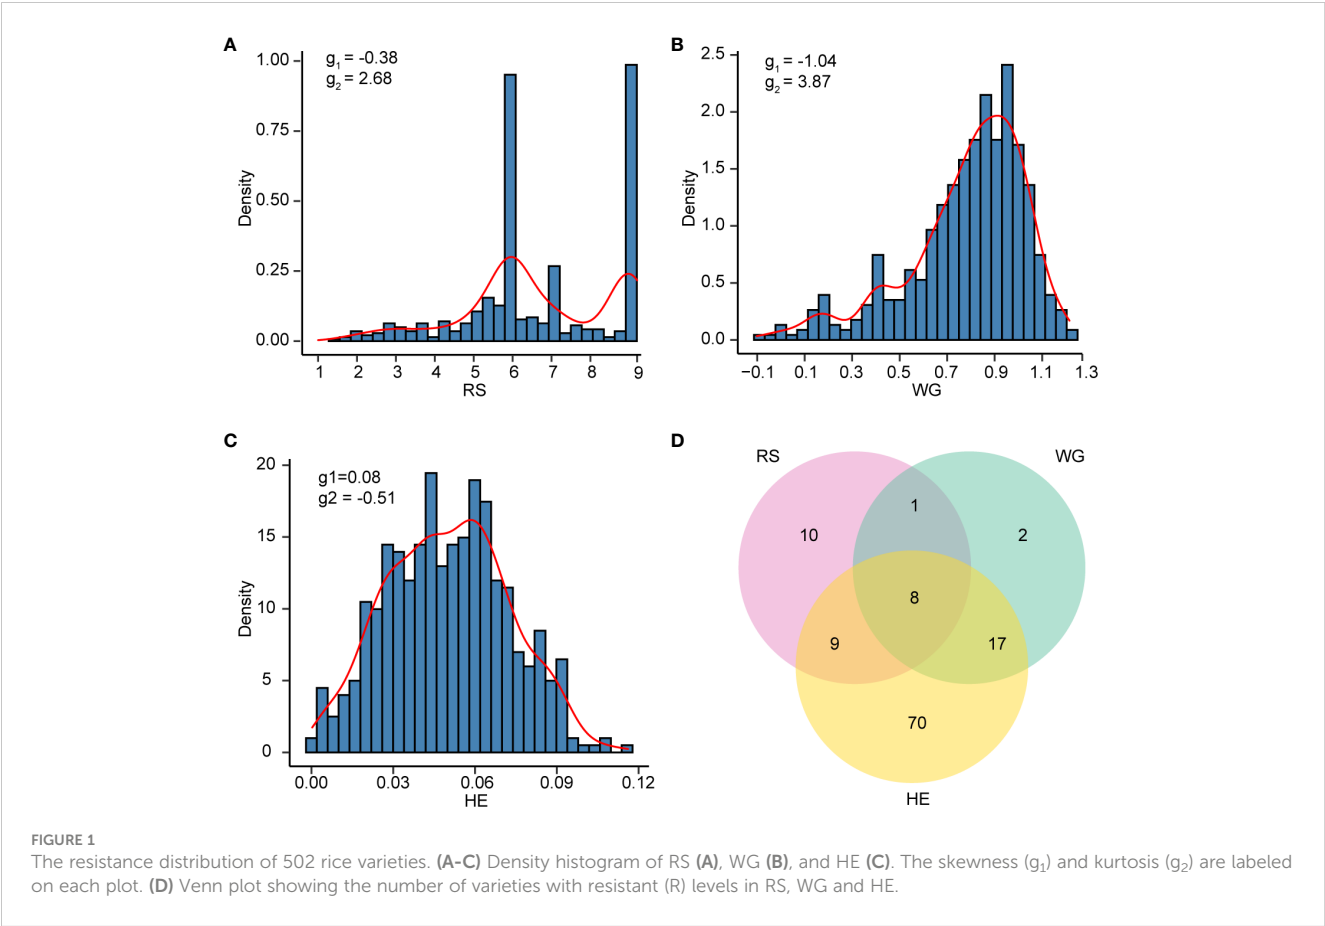 A
g1 = -0.38
g2 = 2.68
1.00
0.75
0.50
0.25
0.00
Density
1 2 3 4 5 6 7 8 9
RS
B
g1 = -1.04
g2 = 3.87
2.5
2.0
1.5
1.0
0.5
0.0
Density
−0.1 0.1 0.3 0.5 0.7 0.9 1.1 1.3
WG
C
g1=0.08
g2 = -0.51
20
15
10
5
0
Density
0.00 0.03 0.06 0.09 0.12
HE
D
RS
WG
1
10
2
8
9
17
70
HE
FIGURE 1
The resistance distribution of 502 rice varieties. (A-C) Density histogram of RS (A), WG (B), and HE (C). The skewness (g1) and kurtosis (g2) are labeled
on each plot. (D) Venn plot showing the number of varieties with resistant (R) levels in RS, WG and HE.